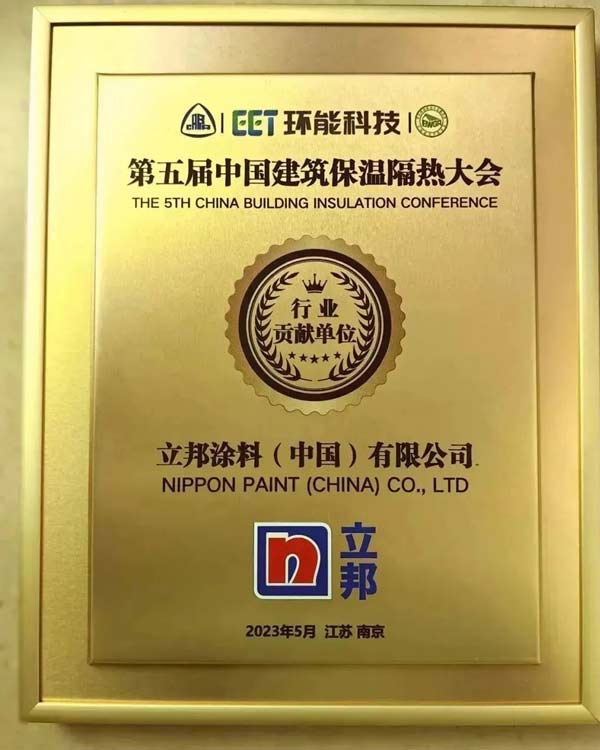 EET 环能科技
第五届中国建筑保温隔热大会
THE 5TH CHINA BUILDING INSULATION CONFERENCE
行业
贡献单位
立邦涂料（中国）有限公司
NIPPON PAINT (CHINA) CO., LTD
n 立邦
2023年5月 江苏 南京